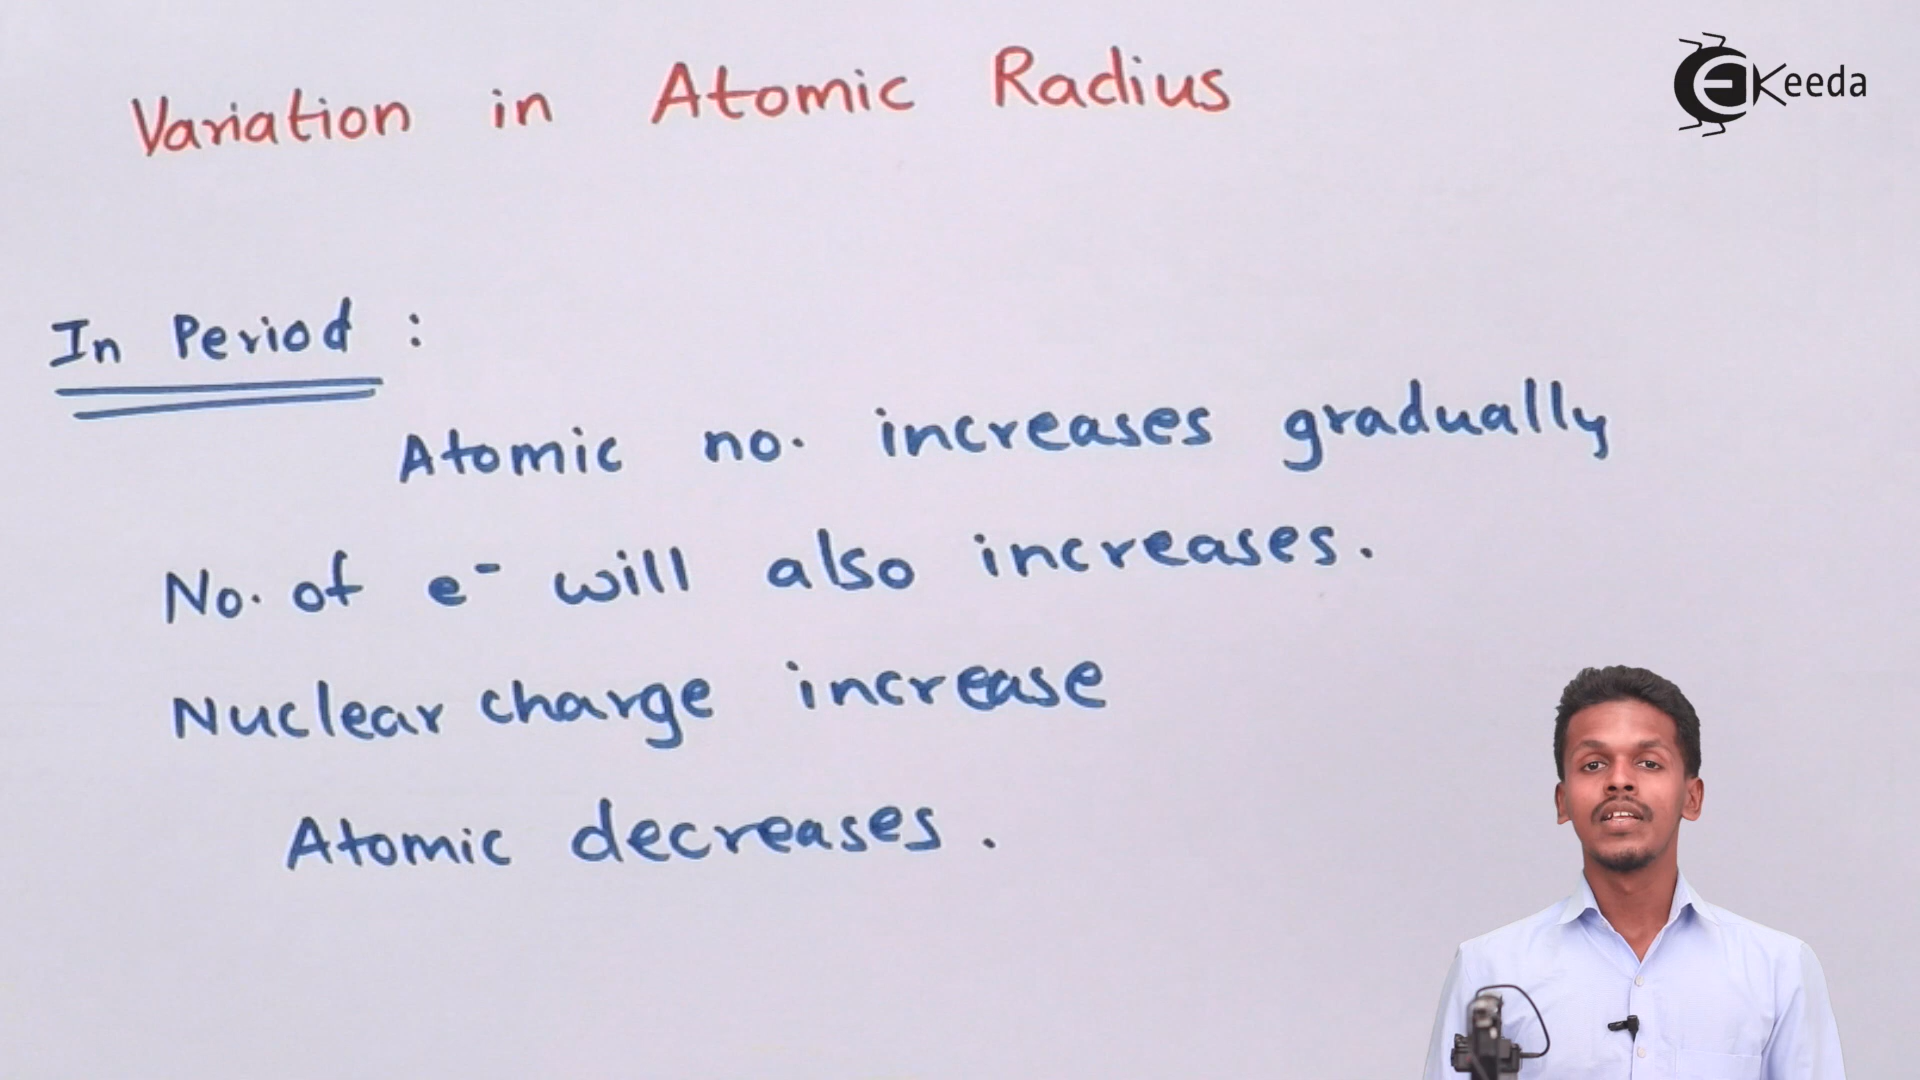 Variation in Atomic Radius
EKeeda
In Period :
Atomic no. increases gradually
No. of e⁻ will also increases.
Nuclear charge increase
Atomic decreases.